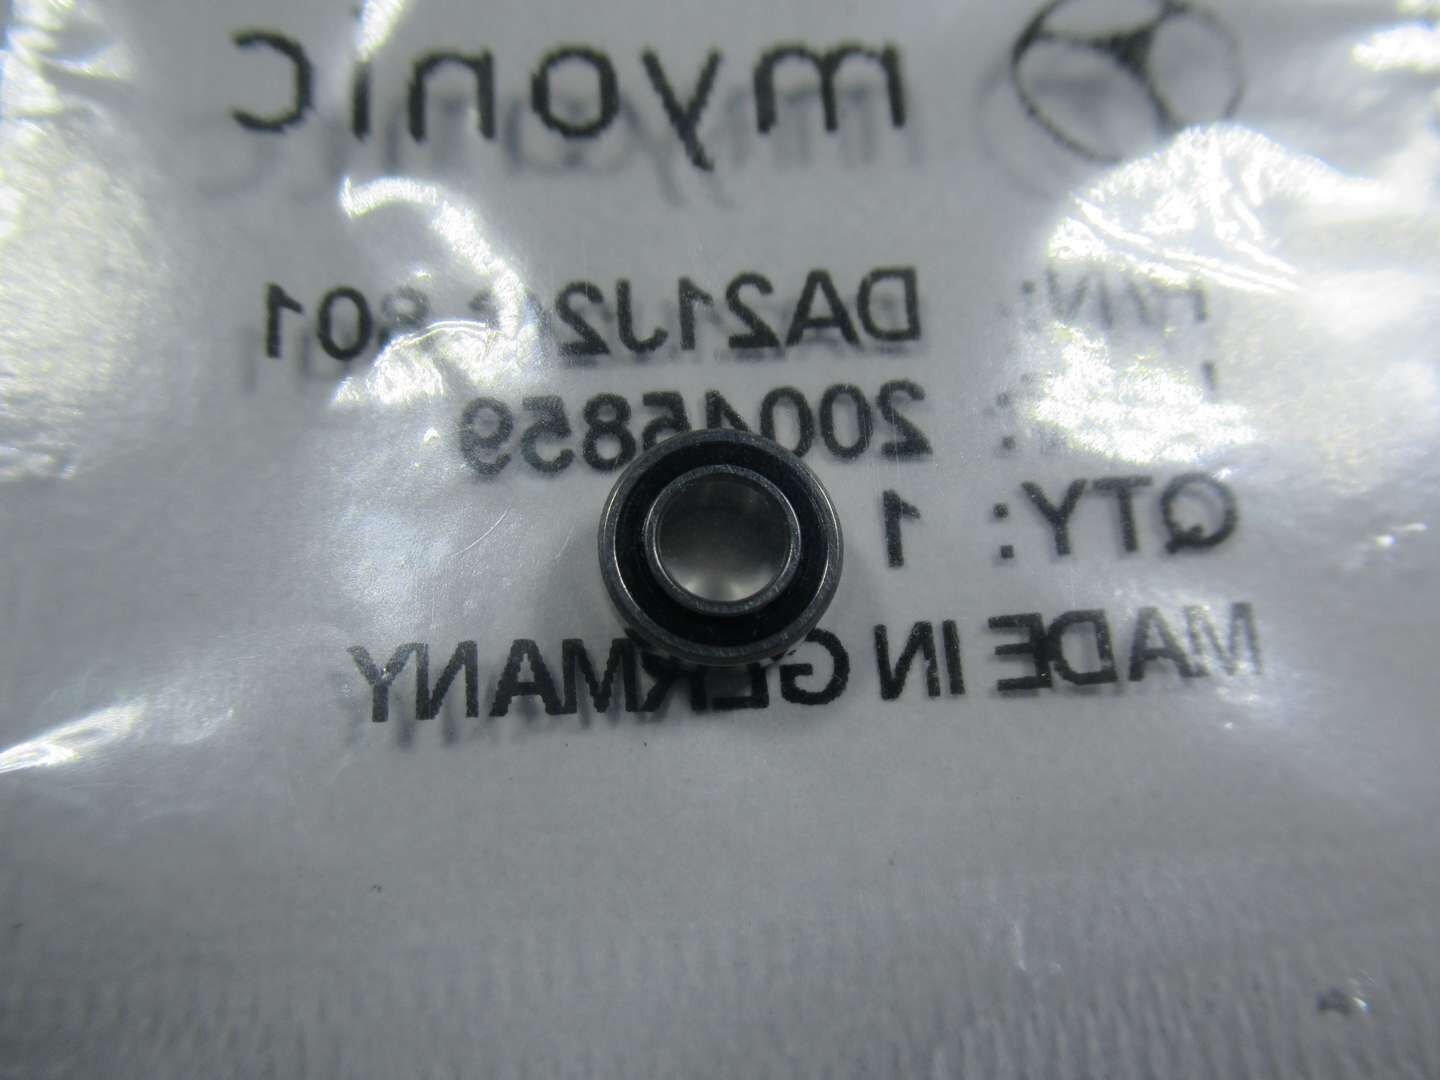 myonic
P/N: DA21J2
: 20045859
QTY: 1
MADE IN GERMANY